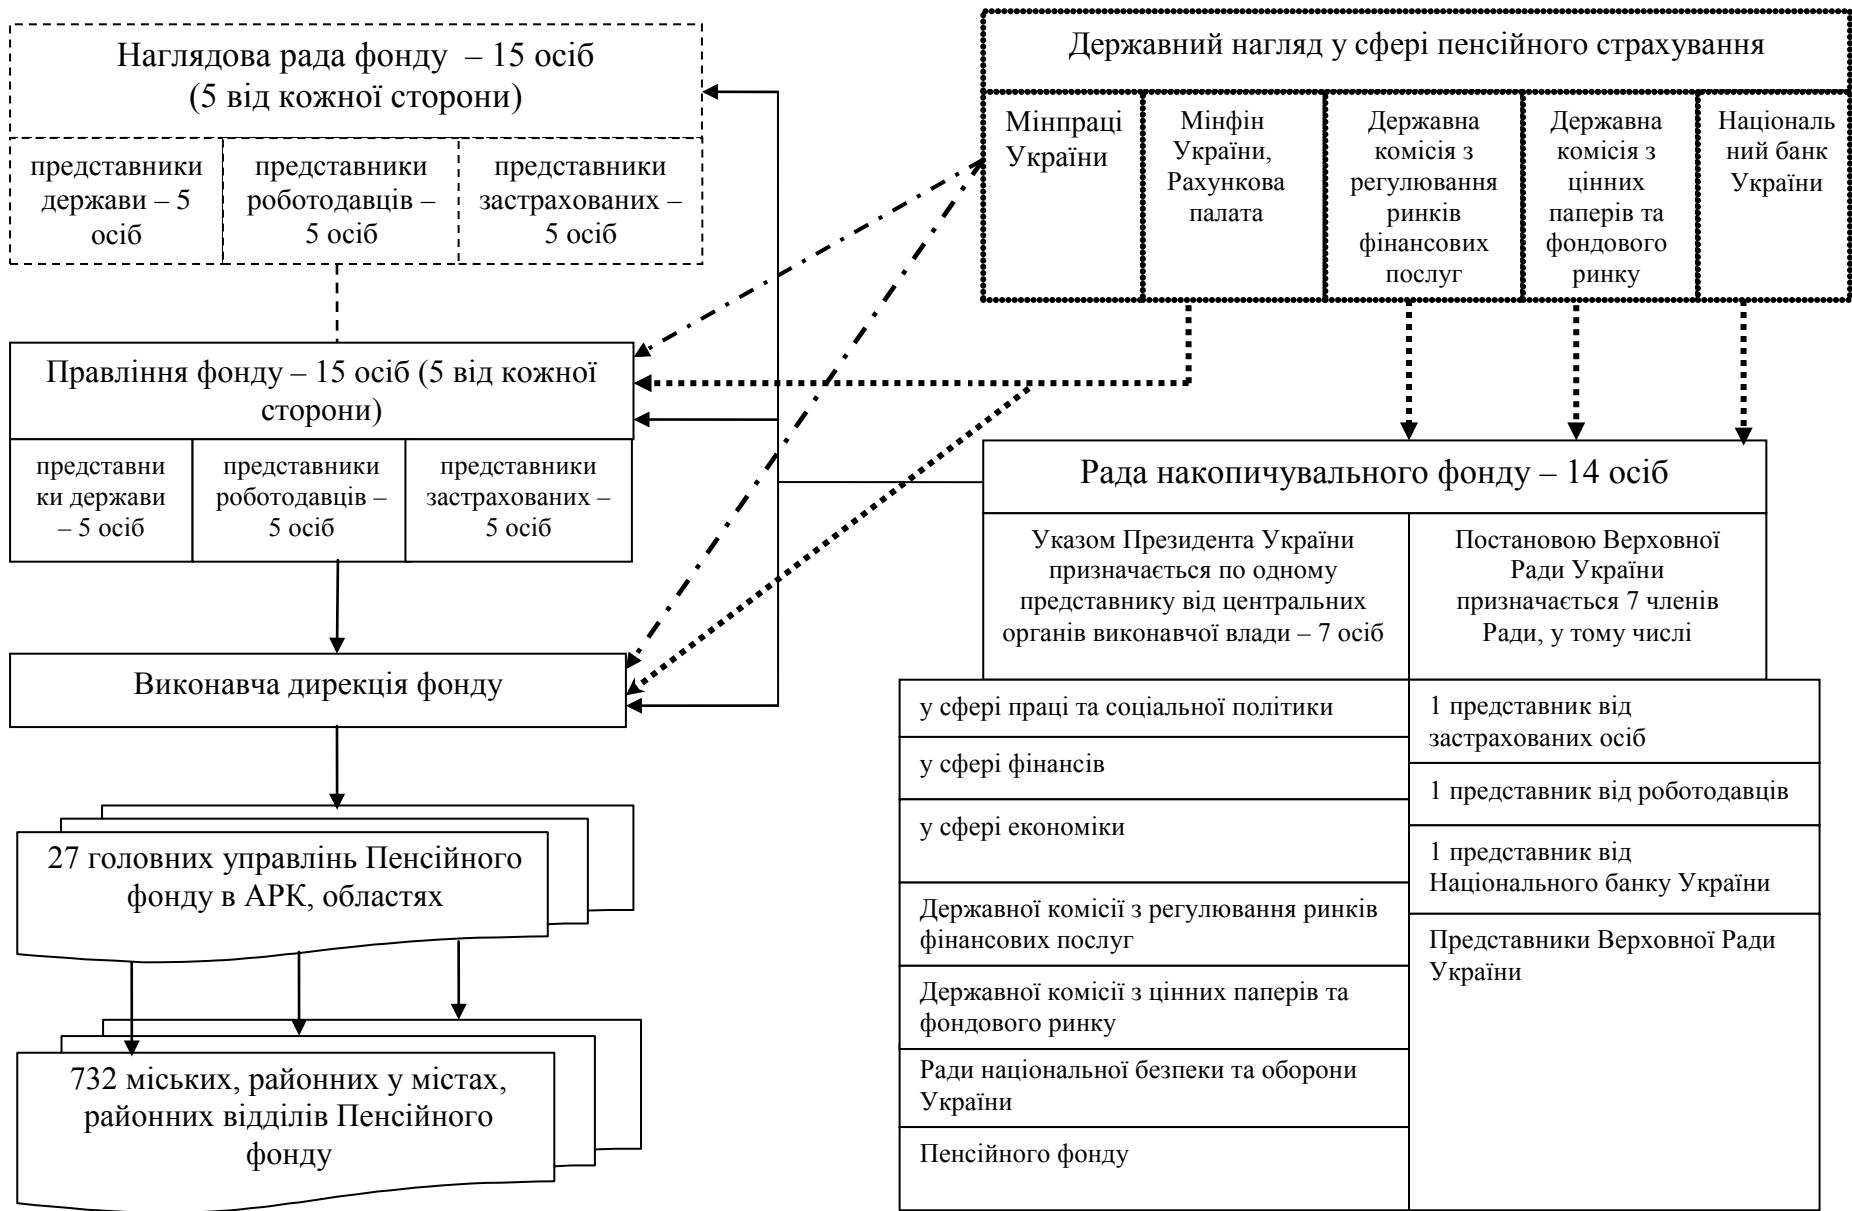 Наглядова рада фонду – 15 осіб
(5 від кожної сторони)
представники
держави – 5
осіб
представники
роботодавців –
5 осіб
представники
застрахованих –
5 осіб
Державний нагляд у сфері пенсійного страхування
Мінпраці
України
Мінфін
України,
Рахункова
палата
Державна
комісія з
регулювання
ринків
фінансових
послуг
Державна
комісія з
цінних
паперів та
фондового
ринку
Національ
ний банк
України
Правління фонду – 15 осіб (5 від кожної
сторони)
представни
ки держави
– 5 осіб
представники
роботодавців –
5 осіб
представники
застрахованих –
5 осіб
Виконавча дирекція фонду
27 головних управлінь Пенсійного
фонду в АРК, областях
732 міських, районних у містах,
районних відділів Пенсійного
фонду
Рада накопичувального фонду – 14 осіб
Указом Президента України
призначається по одному
представнику від центральних
органів виконавчої влади – 7 осіб
Постановою Верховної
Ради України
призначається 7 членів
Ради, у тому числі
у сфері праці та соціальної політики
у сфері фінансів
у сфері економіки
Державної комісії з регулювання ринків
фінансових послуг
Державної комісії з цінних паперів та
фондового ринку
Ради національної безпеки та оборони
України
Пенсійного фонду
1 представник від
застрахованих осіб
1 представник від роботодавців
1 представник від
Національного банку України
Представники Верховної Ради
України